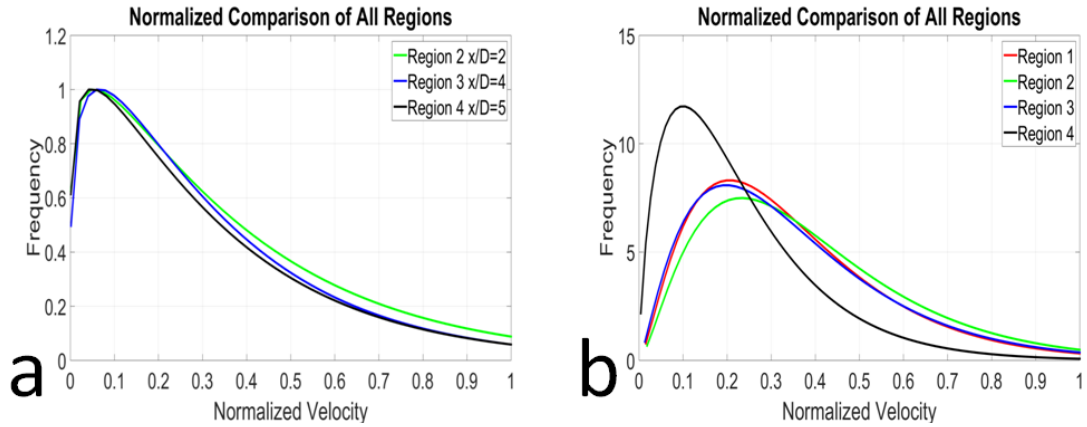 Normalized Comparison of All Regions
1.2
1
0.8
0.6
0.4
0.2
0
Frequency
Region 2 x/D=2
Region 3 x/D=4
Region 4 x/D=5
0 0.1 0.2 0.3 0.4 0.5 0.6 0.7 0.8 0.9 1
Normalized Velocity
a
Normalized Comparison of All Regions
15
10
5
0
Frequency
Region 1
Region 2
Region 3
Region 4
0 0.1 0.2 0.3 0.4 0.5 0.6 0.7 0.8 0.9 1
Normalized Velocity
b